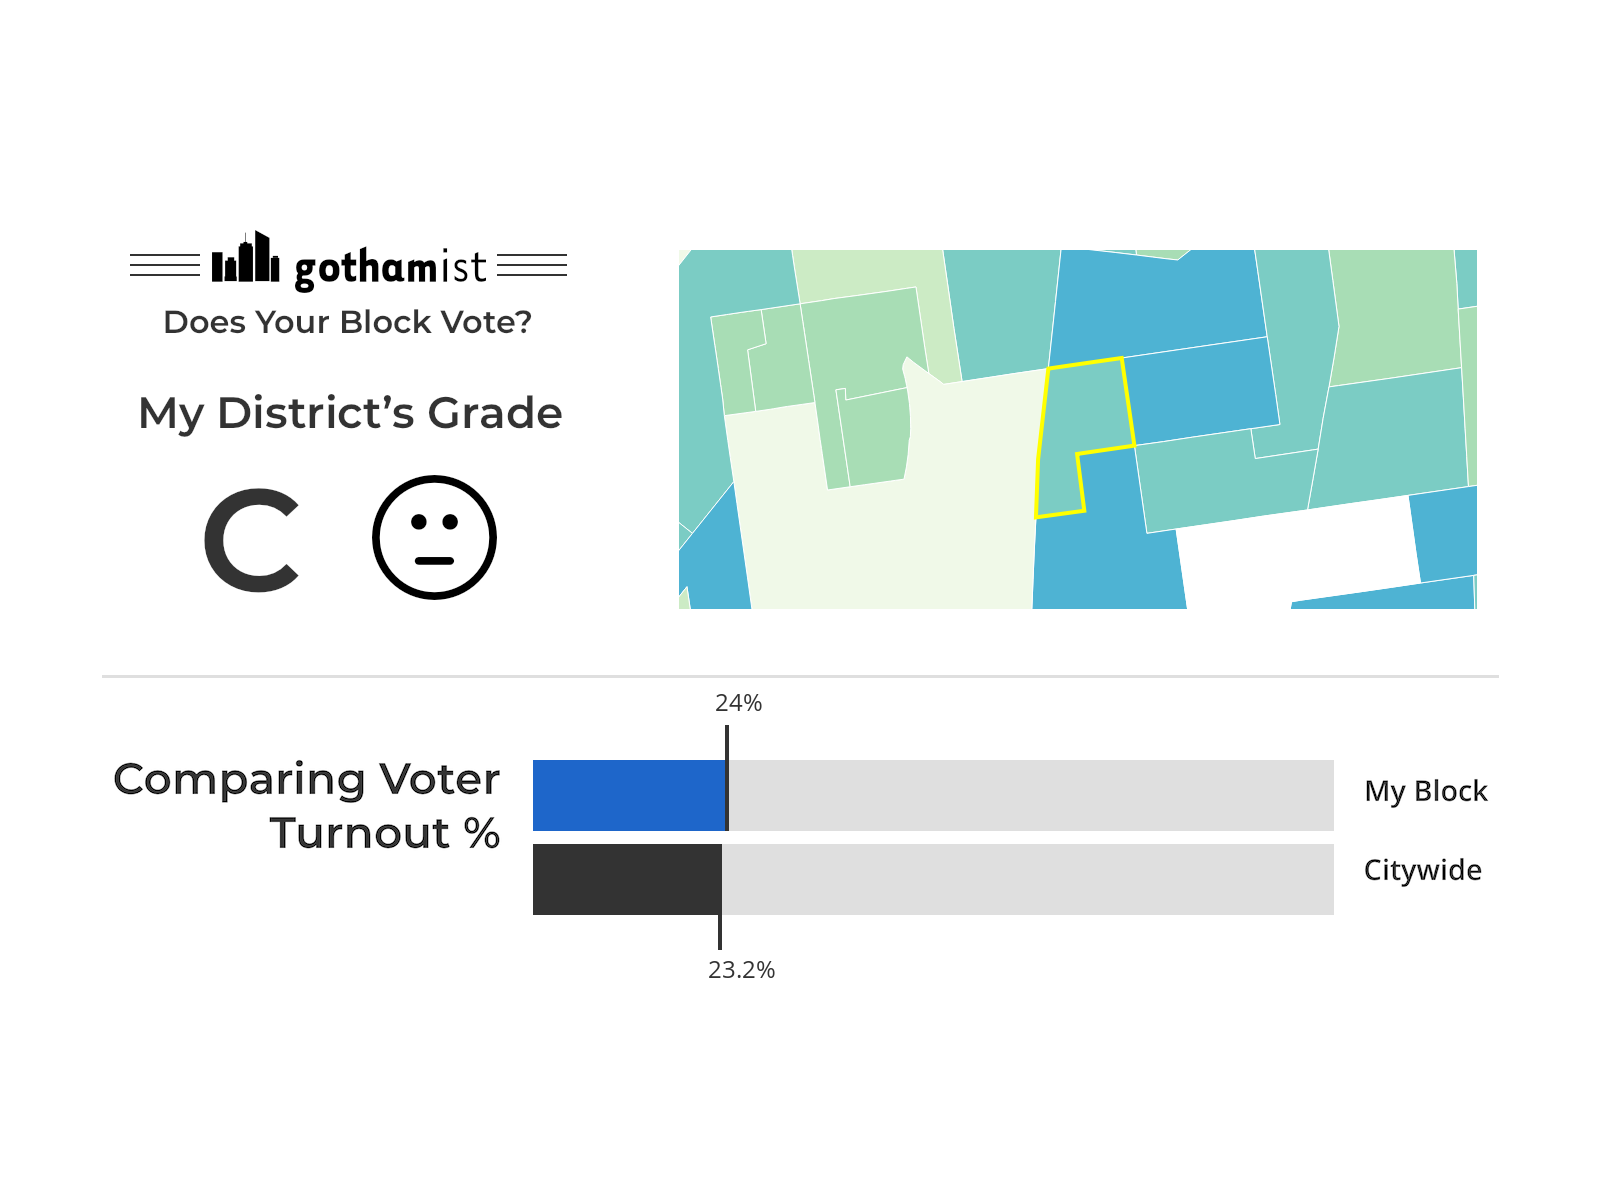 gothamist
Does Your Block Vote?
My District’s Grade
C
24%
Comparing Voter
Turnout %
My Block
Citywide
23.2%